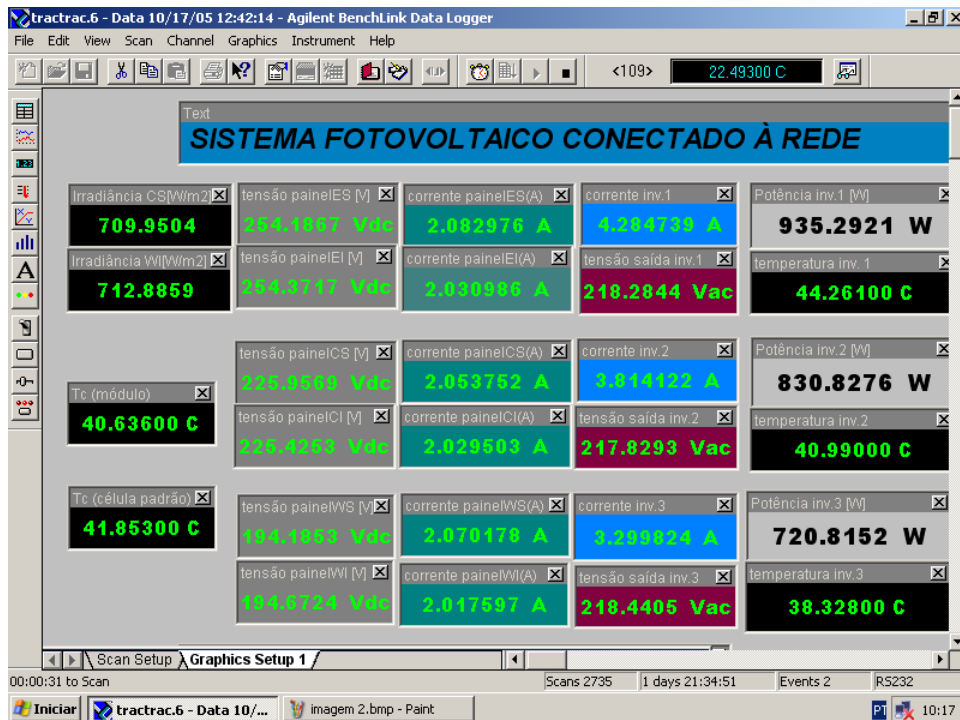 tractrac.6 - Data 10/17/05 12:42:14 - Agilent BenchLink Data Logger
File Edit View Scan Channel Graphics Instrument Help
<109> 22.49300 C
Text
SISTEMA FOTOVOLTAICO CONECTADO À REDE
Irradiância CS[W/m2] tensão painelES [V] corrente painelES(A) corrente inv.1 Potência inv.1 [W]
709.9504 254.1867 Vdc 2.082976 A 4.284739 A 935.2921 W
Irradiância WI[W/m2] tensão painelEI [V] corrente painelEI(A) tensão saída inv.1 temperatura inv. 1
712.8859 254.3717 Vdc 2.030986 A 218.2844 Vac 44.26100 C
tensão painelCS [V] corrente painelCS(A) corrente inv.2 Potência inv.2 [W]
225.9569 Vdc 2.053752 A 3.814122 A 830.8276 W
Tc (módulo) tensão painelCI [V] corrente painelCI(A) tensão saída inv.2 temperatura inv.2
40.63600 C 225.4253 Vdc 2.029503 A 217.8293 Vac 40.99000 C
Tc (célula padrão) tensão painelWS [V] corrente painelWS(A) corrente inv.3 Potência inv.3 [W]
41.85300 C 194.1853 Vdc 2.070178 A 3.299824 A 720.8152 W
tensão painelWI [V] corrente painelWI(A) tensão saída inv.3 temperatura inv.3
194.6724 Vdc 2.017597 A 218.4405 Vac 38.32800 C
Scan Setup Graphics Setup 1
00:00:31 to Scan Scans 2735 1 days 21:34:51 Events 2 RS232
Iniciar tractrac.6 - Data 10/... imagem 2.bmp - Paint PT 10:17